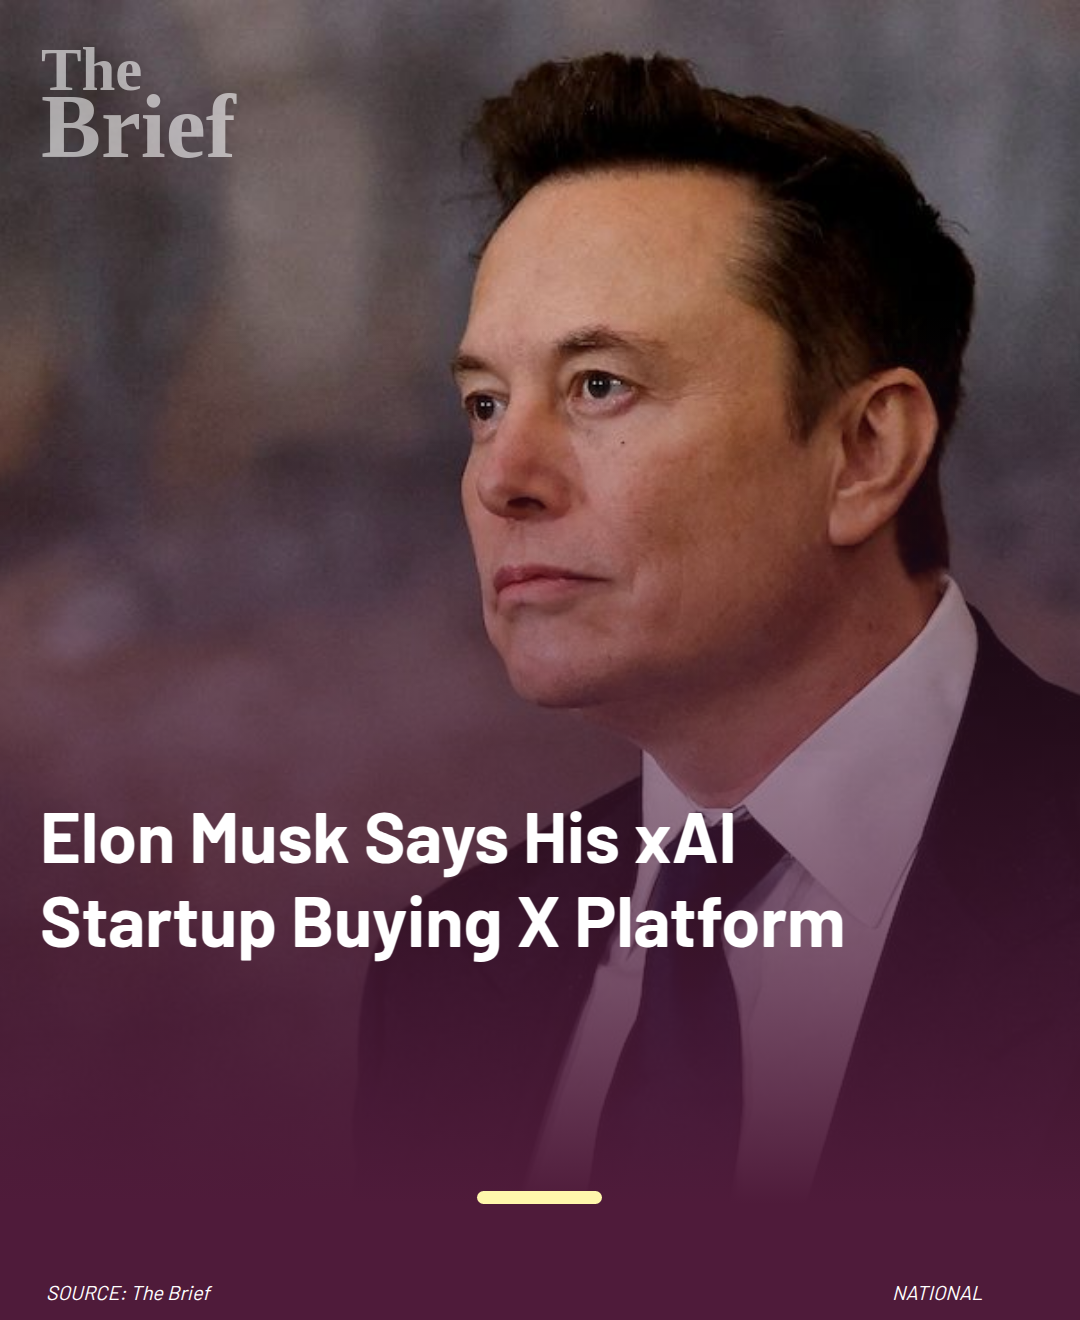 The
Brief
Elon Musk Says His xAI
Startup Buying X Platform
SOURCE: The Brief
NATIONAL